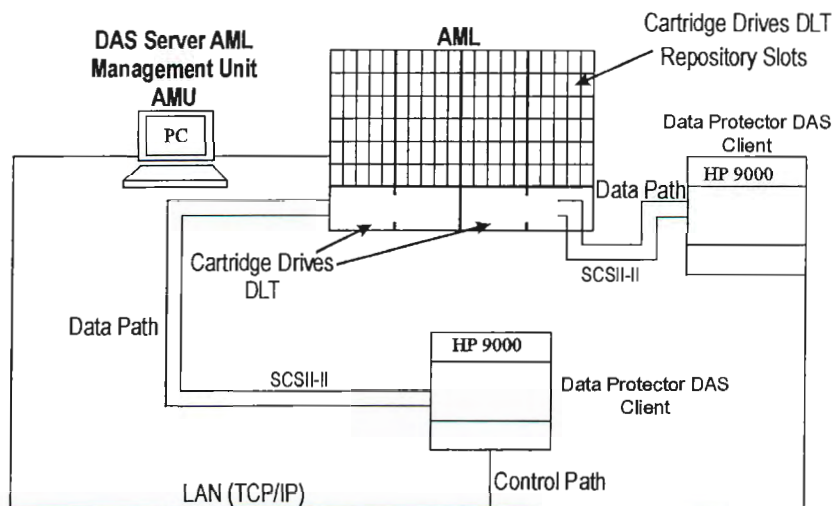 DAS Server AML
Management Unit
AMU
PC
AML
Cartridge Drives DLT
Repository Slots
Data Protector DAS
Client
HP 9000
Data Path
SCSII-II
Cartridge Drives
DLT
Data Path
SCSII-II
HP 9000
Data Protector DAS
Client
Control Path
LAN (TCP/IP)